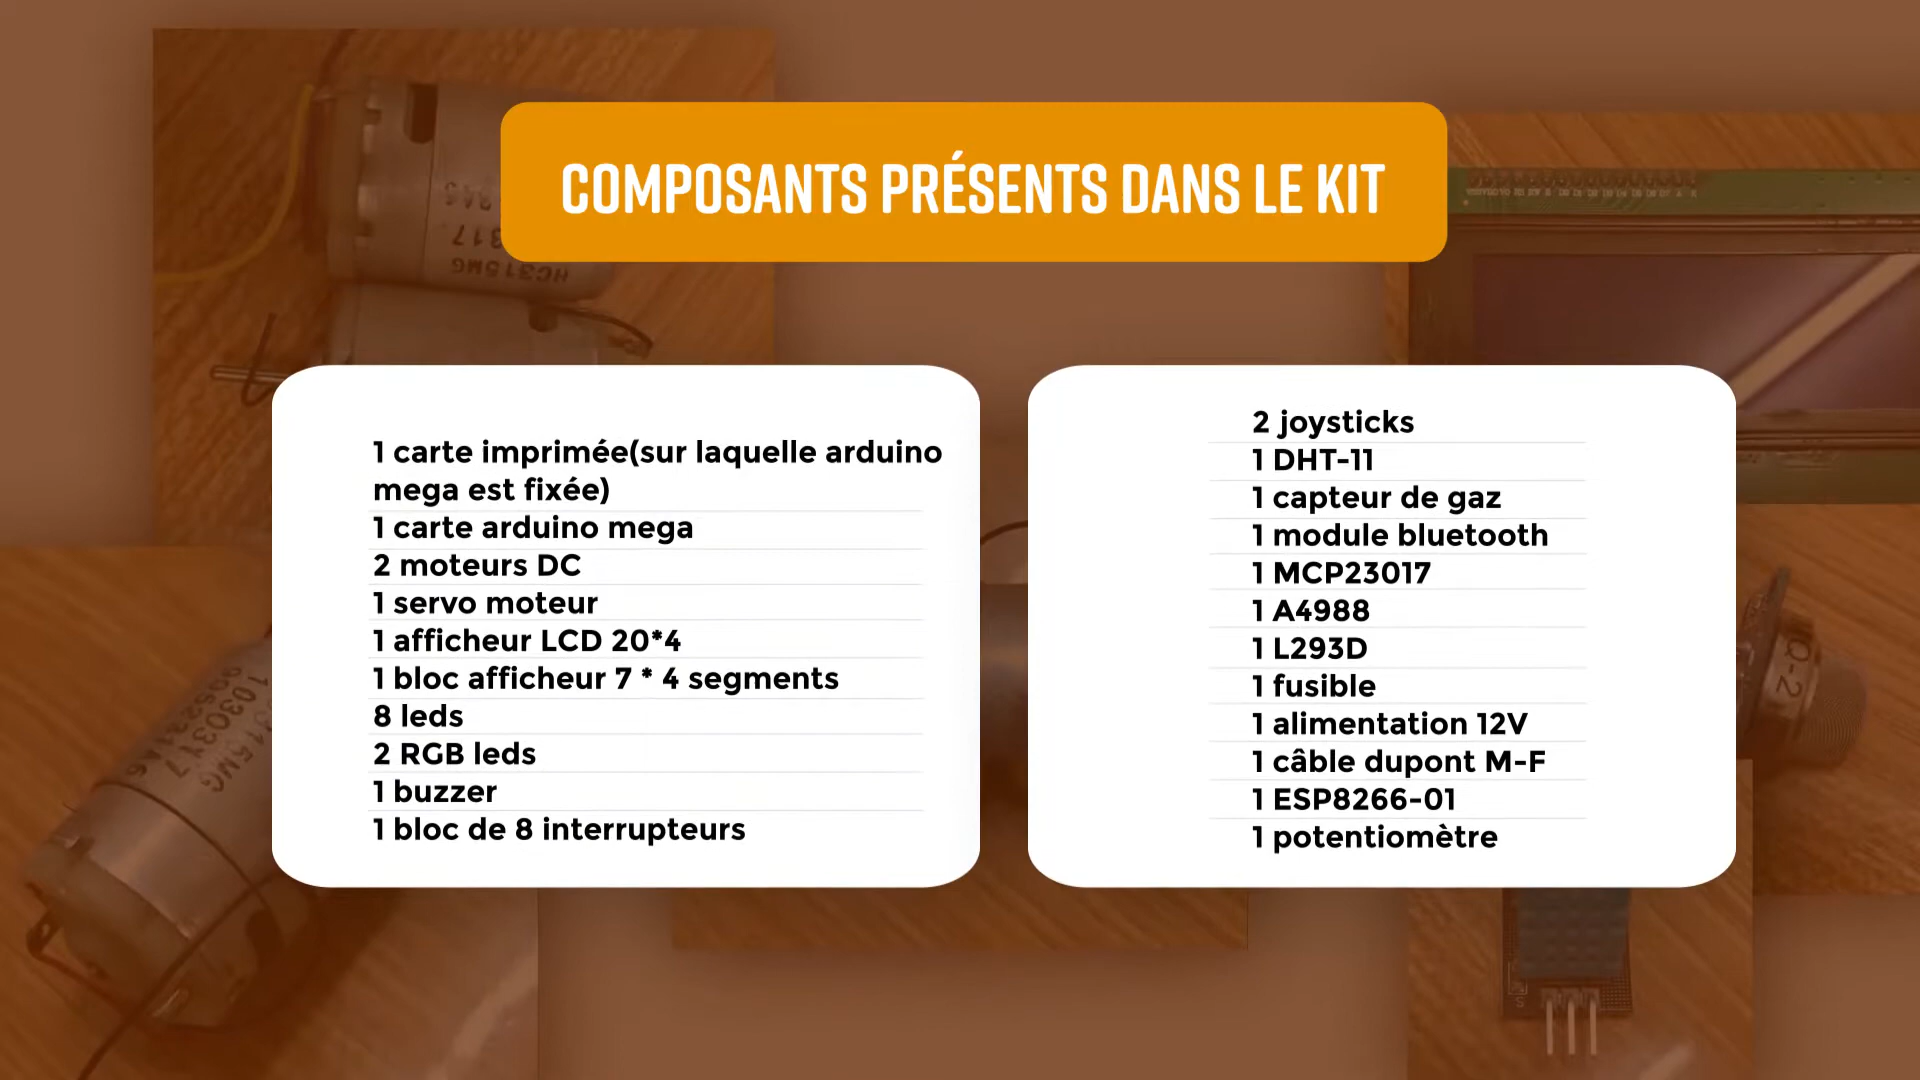 COMPOSANTS PRÉSENTS DANS LE KIT
1 carte imprimée(sur laquelle arduino
mega est fixée)
1 carte arduino mega
2 moteurs DC
1 servo moteur
1 afficheur LCD 20*4
1 bloc afficheur 7 * 4 segments
8 leds
2 RGB leds
1 buzzer
1 bloc de 8 interrupteurs
2 joysticks
1 DHT-11
1 capteur de gaz
1 module bluetooth
1 MCP23017
1 A4988
1 L293D
1 fusible
1 alimentation 12V
1 câble dupont M-F
1 ESP8266-01
1 potentiomètre